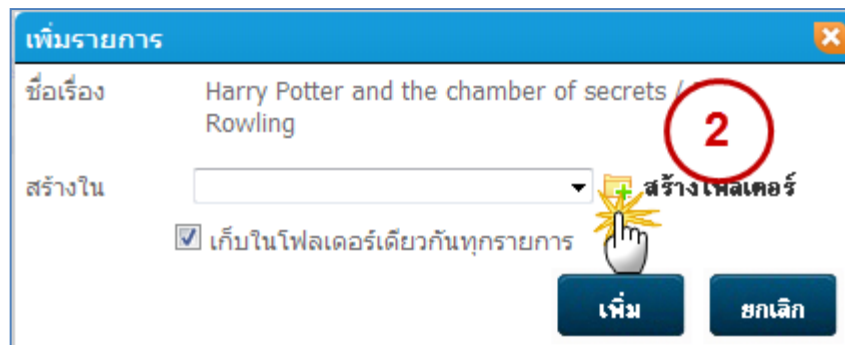 เพิ่มรายการ
ชื่อเรื่อง Harry Potter and the chamber of secrets /
Rowling
2
สร้างใน สร้างโฟลเดอร์
เก็บในโฟลเดอร์เดียวกันทุกรายการ
เพิ่ม ยกเลิก